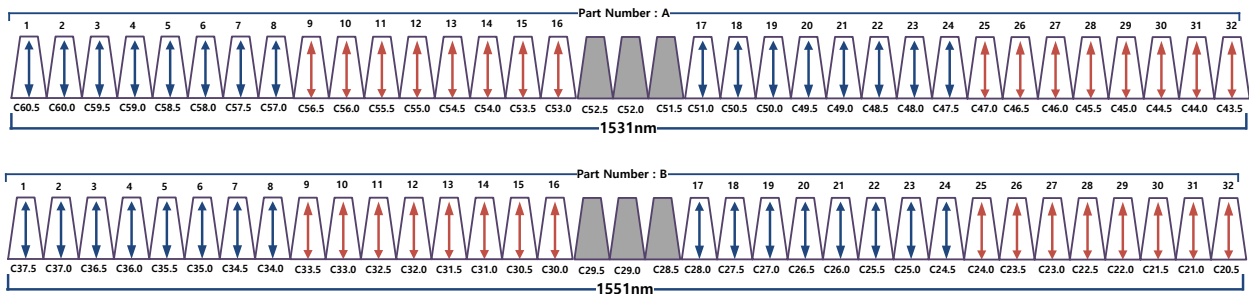 Part Number : A
1 2 3 4 5 6 7 8 9 10 11 12 13 14 15 16 17 18 19 20 21 22 23 24 25 26 27 28 29 30 31 32
C60.5 C60.0 C59.5 C59.0 C58.5 C58.0 C57.5 C57.0 C56.5 C56.0 C55.5 C55.0 C54.5 C54.0 C53.5 C53.0 C52.5 C52.0 C51.5 C51.0 C50.5 C50.0 C49.5 C49.0 C48.5 C48.0 C47.5 C47.0 C46.5 C46.0 C45.5 C45.0 C44.5 C44.0 C43.5
1531nm
Part Number : B
1 2 3 4 5 6 7 8 9 10 11 12 13 14 15 16 17 18 19 20 21 22 23 24 25 26 27 28 29 30 31 32
C37.5 C37.0 C36.5 C36.0 C35.5 C35.0 C34.5 C34.0 C33.5 C33.0 C32.5 C32.0 C31.5 C31.0 C30.5 C30.0 C29.5 C29.0 C28.5 C28.0 C27.5 C27.0 C26.5 C26.0 C25.5 C25.0 C24.5 C24.0 C23.5 C23.0 C22.5 C22.0 C21.5 C21.0 C20.5
1551nm